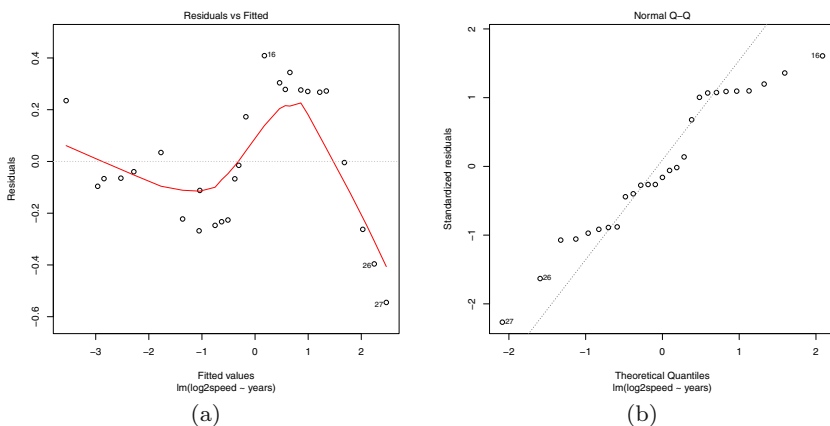 Residuals vs Fitted
0.4
0.2
0.0
−0.2
−0.4
−0.6
Residuals
16
26
27
−3 −2 −1 0 1 2
Fitted values
lm(log2speed ~ years)
(a)
Normal Q−Q
2
1
0
−1
−2
Standardized residuals
16
26
27
−2 −1 0 1 2
Theoretical Quantiles
lm(log2speed ~ years)
(b)